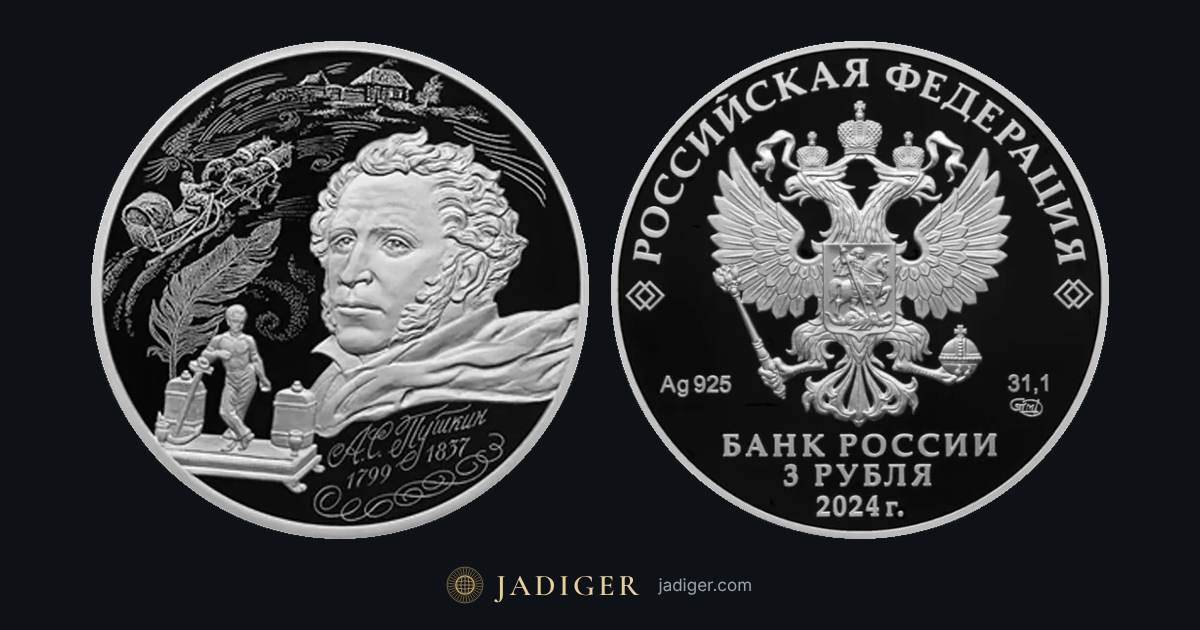 А.С. Пушкин
1799 1837
РОССИЙСКАЯ ФЕДЕРАЦИЯ
Ag 925
31,1
БАНК РОССИИ
3 РУБЛЯ
2024 г.
JADIGER jadiger.com